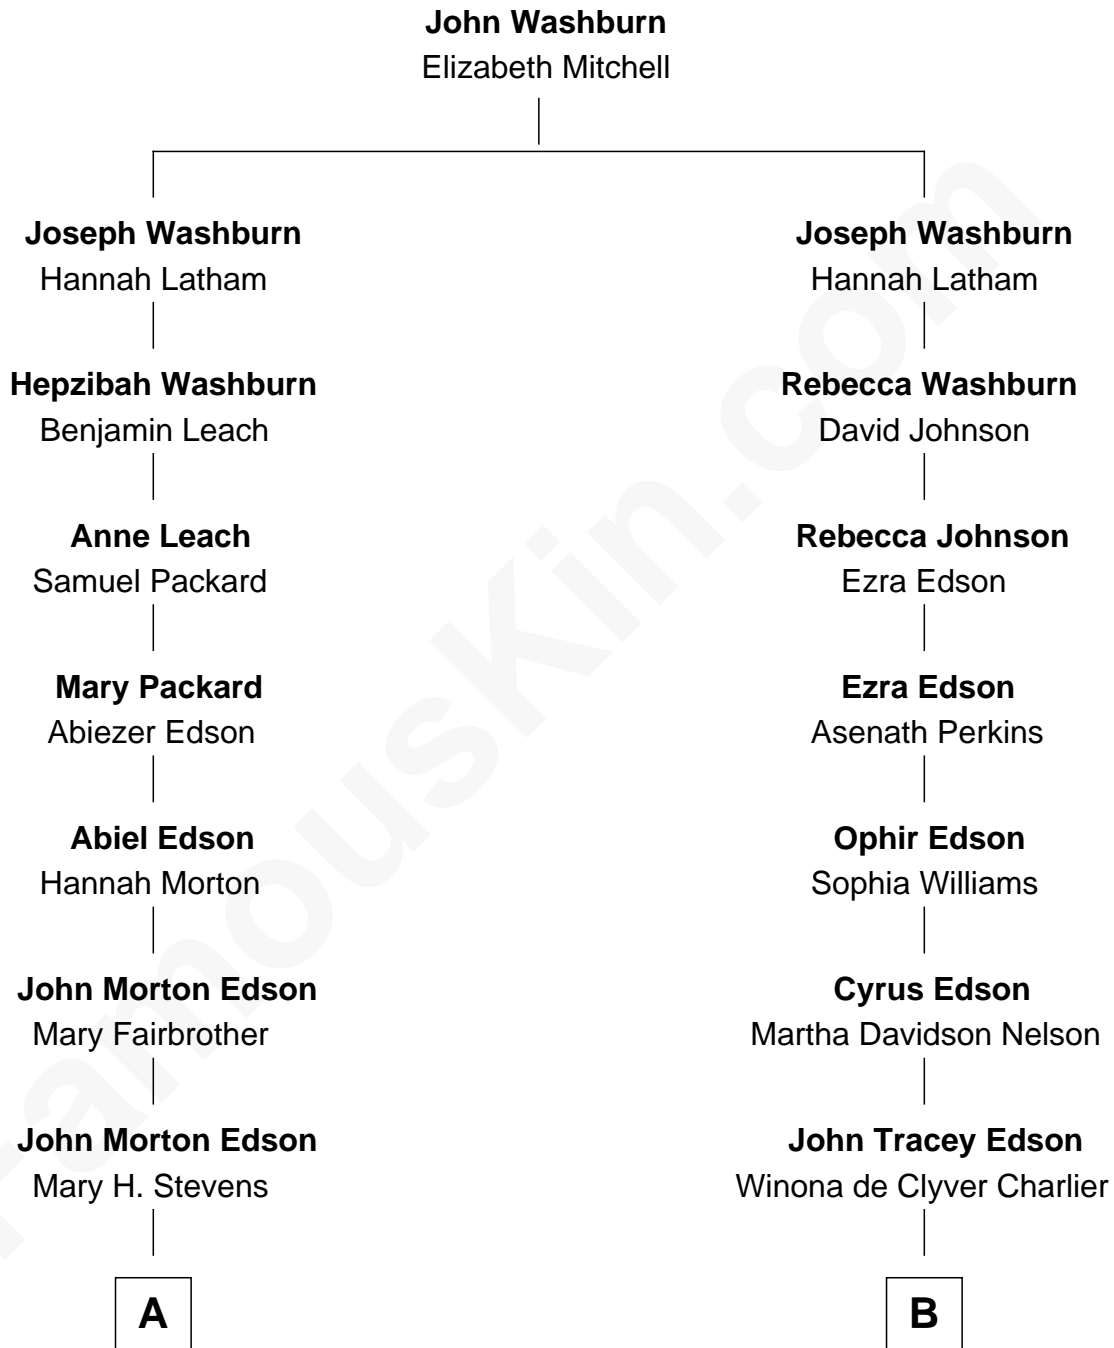 John Washburn
Elizabeth Mitchell
Joseph Washburn
Hannah Latham
Joseph Washburn
Hannah Latham
Hepzibah Washburn
Benjamin Leach
Rebecca Washburn
David Johnson
Anne Leach
Samuel Packard
Rebecca Johnson
Ezra Edson
Mary Packard
Abiezer Edson
Ezra Edson
Asenath Perkins
Abiel Edson
Hannah Morton
Ophir Edson
Sophia Williams
John Morton Edson
Mary Fairbrother
Cyrus Edson
Martha Davidson Nelson
John Morton Edson
Mary H. Stevens
John Tracey Edson
Winona de Clyver Charlier
A
B
FamousKin.com